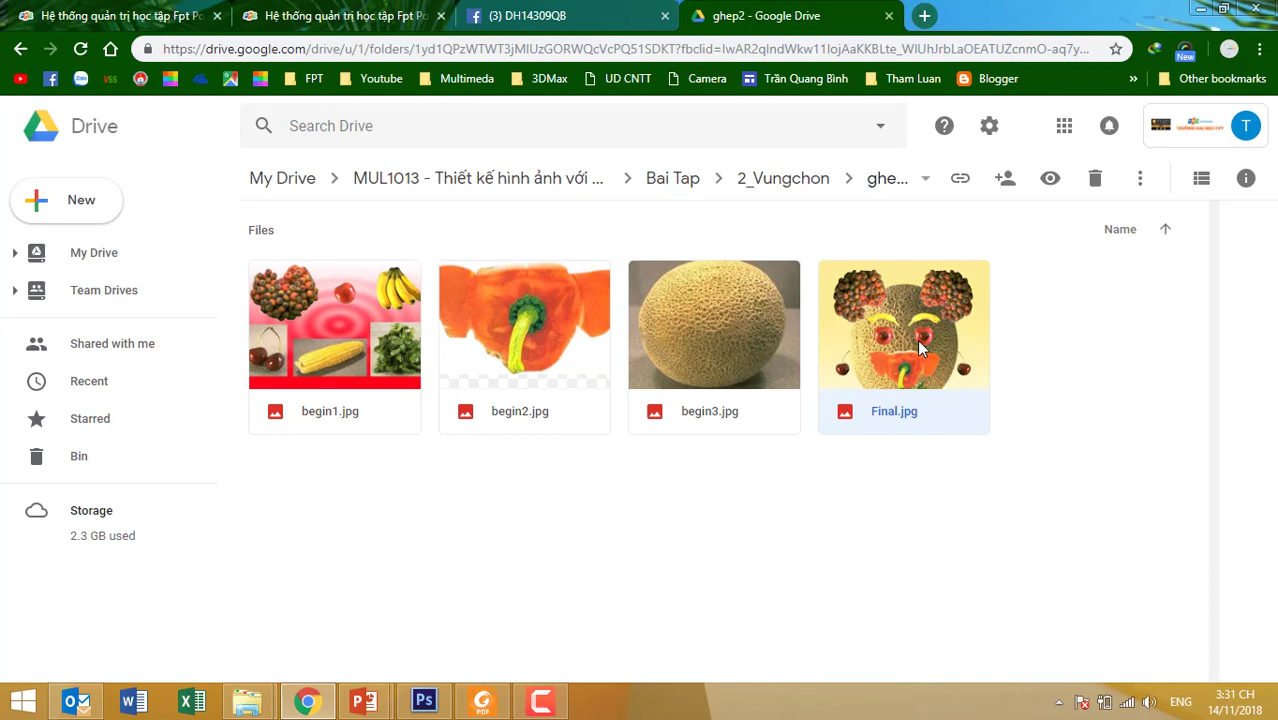 Hệ thống quản trị học tập Fpt Po
Hệ thống quản trị học tập Fpt Po
(3) DH14309QB
ghep2 - Google Drive
https://drive.google.com/drive/u/1/folders/1yd1QPzWTWT3jMIUzGORWQcVcPQ51SDKT?fbclid=IwAR2qIndWkw11IojAaKKBLte_WIUhJrbLaOEATUZcnmO-aq7y...
New
VSS
FPT
Youtube
Multimeda
3DMax
UD CNTT
Camera
Trần Quang Bình
Tham Luan
Blogger
»
Other bookmarks
Drive
Search Drive
T
My Drive > MUL1013 - Thiết kế hình ảnh với ... > Bai Tap > 2_Vungchon > ghe...
New
My Drive
Team Drives
Shared with me
Recent
Starred
Bin
Storage
2.3 GB used
Files
Name
begin1.jpg
begin2.jpg
begin3.jpg
Final.jpg
ENG
3:31 CH
14/11/2018